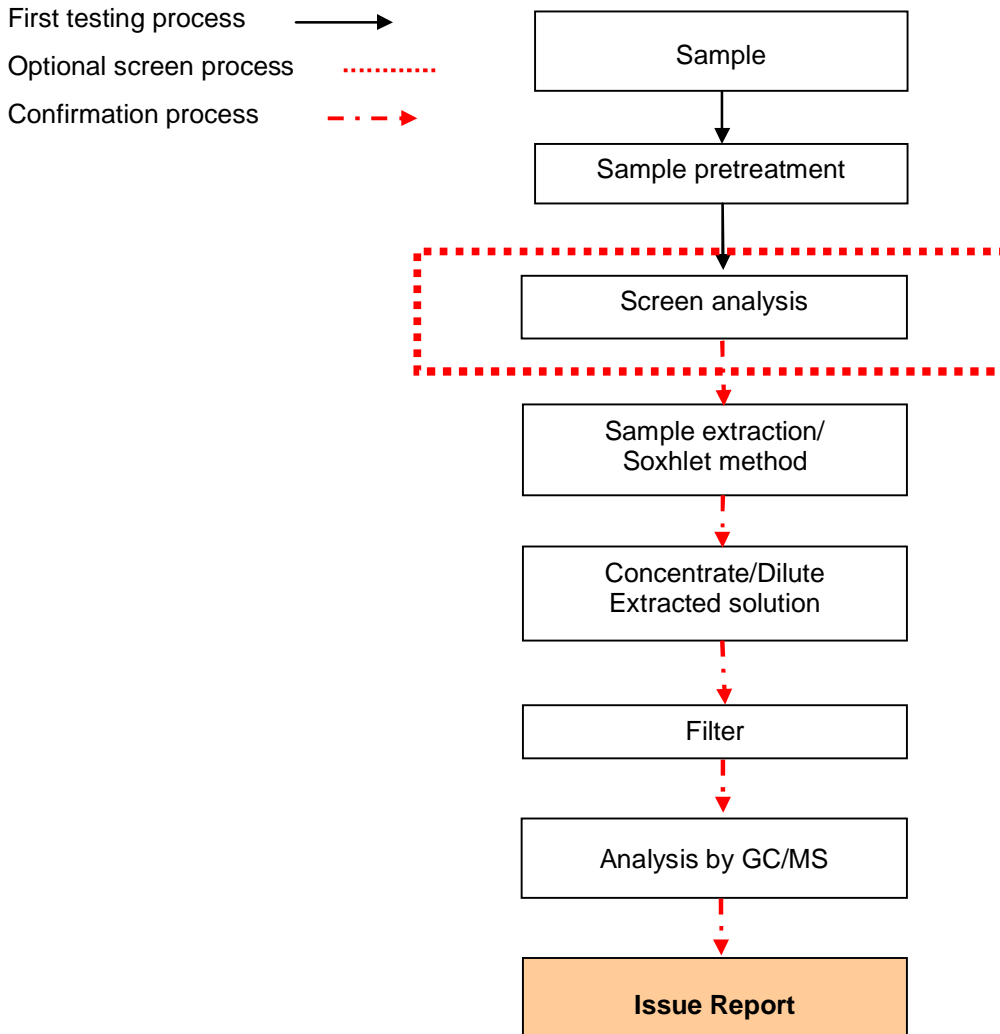 First testing process
Optional screen process
Confirmation process
Sample
Sample pretreatment
Screen analysis
Sample extraction/
Soxhlet method
Concentrate/Dilute
Extracted solution
Filter
Analysis by GC/MS
Issue Report